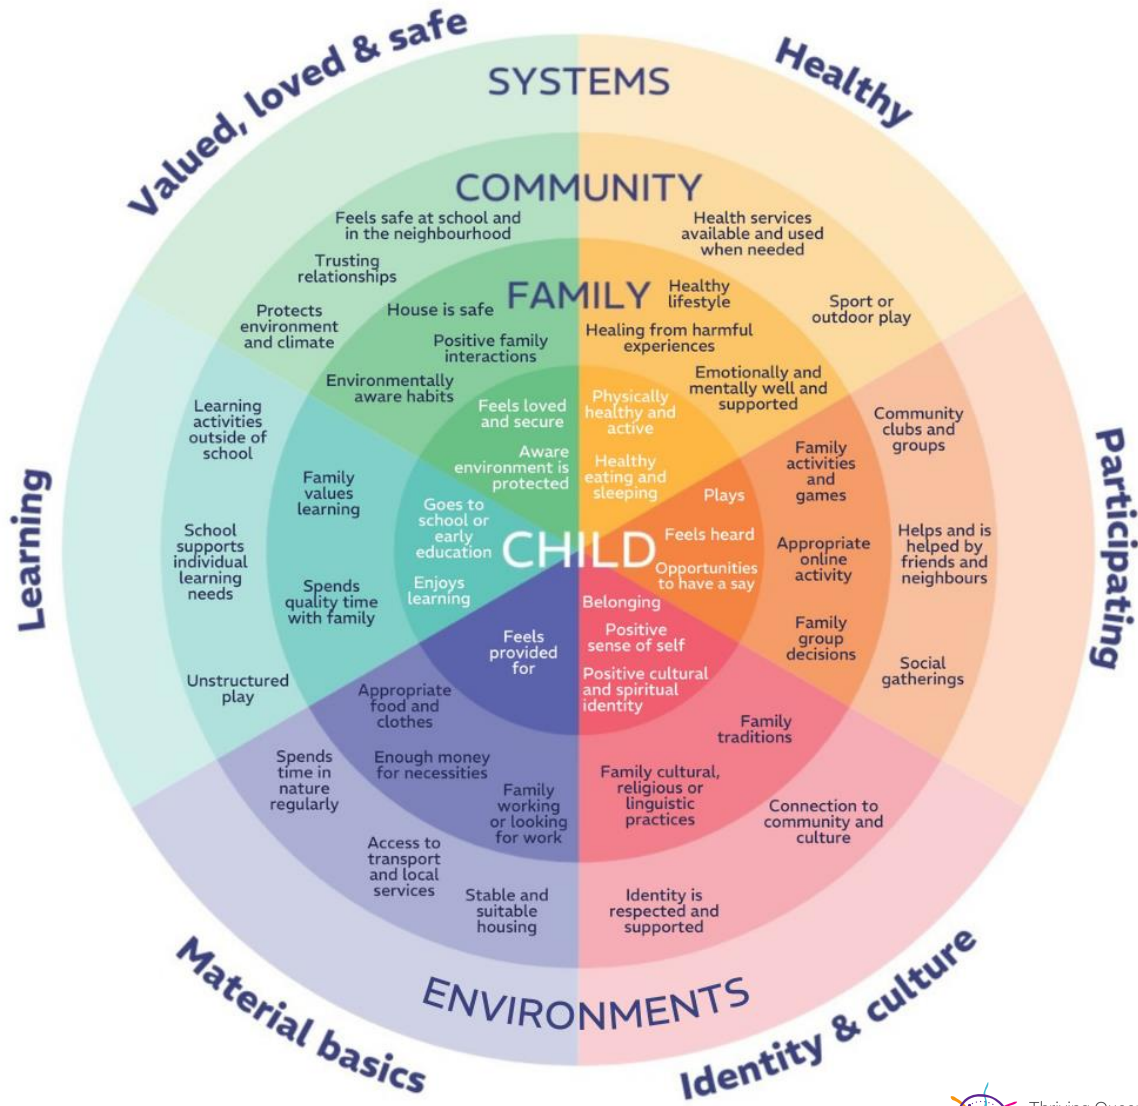 Valued, loved & safe
Healthy
Participating
Identity & culture
Material basics
Learning
SYSTEMS
COMMUNITY
FAMILY
CHILD
ENVIRONMENTS
Feels safe at school and
in the neighbourhood
Trusting
relationships
Protects
environment
and climate
House is safe
Positive family
interactions
Environmentally
aware habits
Feels loved
and secure
Aware
environment is
protected
Health services
available and used
when needed
Sport or
outdoor play
Healthy
lifestyle
Healing from harmful
experiences
Emotionally and
mentally well and
supported
Physically
healthy and
active
Healthy
eating and
sleeping
Community
clubs and
groups
Helps and is
helped by
friends and
neighbours
Social
gatherings
Family
activities
and
games
Appropriate
online
activity
Family
group
decisions
Plays
Feels heard
Opportunities
to have a say
Belonging
Positive
sense of self
Positive cultural
and spiritual
identity
Family
traditions
Family cultural,
religious or
linguistic
practices
Connection to
community and
culture
Identity is
respected and
supported
Feels
provided
for
Appropriate
food and
clothes
Enough money
for necessities
Family
working
or looking
for work
Spends
time in
nature
regularly
Access to
transport
and local
services
Stable and
suitable
housing
Goes to
school or
early
education
Enjoys
learning
Family
values
learning
Spends
quality time
with family
Learning
activities
outside of
school
School
supports
individual
learning
needs
Unstructured
play
Thriving